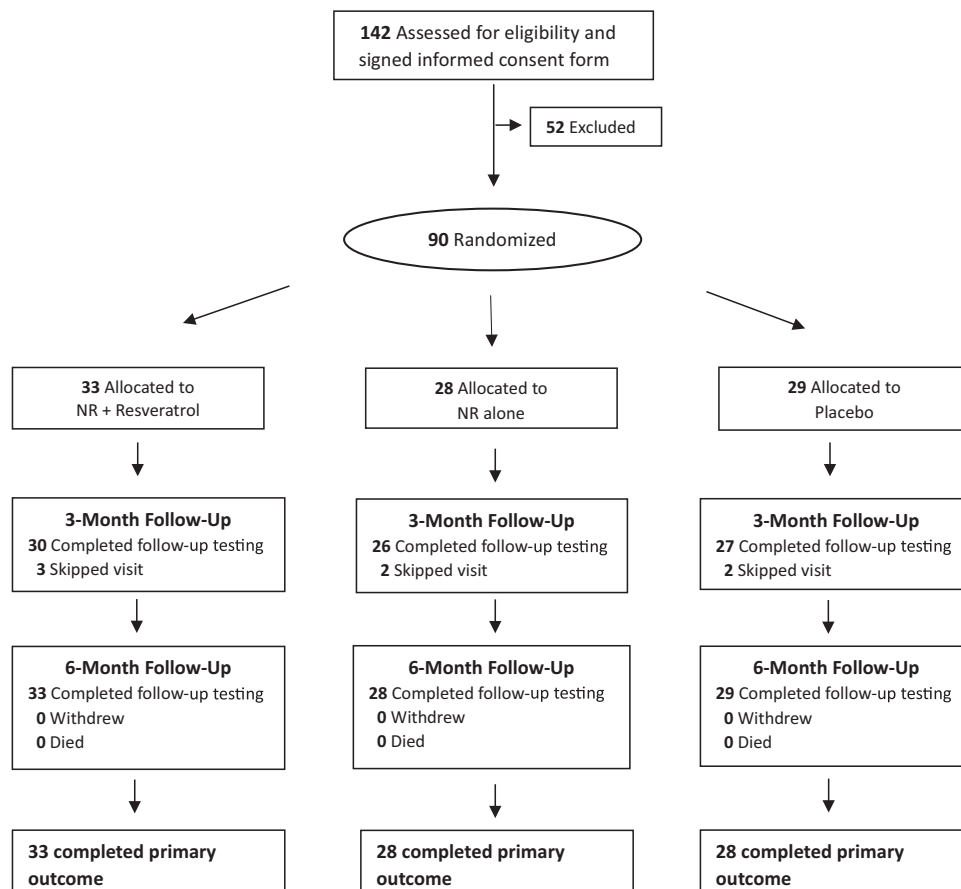 142 Assessed for eligibility and
signed informed consent form
52 Excluded
90 Randomized
33 Allocated to
NR + Resveratrol
28 Allocated to
NR alone
29 Allocated to
Placebo
3-Month Follow-Up
30 Completed follow-up testing
3 Skipped visit
3-Month Follow-Up
26 Completed follow-up testing
2 Skipped visit
3-Month Follow-Up
27 Completed follow-up testing
2 Skipped visit
6-Month Follow-Up
33 Completed follow-up testing
0 Withdrew
0 Died
6-Month Follow-Up
28 Completed follow-up testing
0 Withdrew
0 Died
6-Month Follow-Up
29 Completed follow-up testing
0 Withdrew
0 Died
33 completed primary
outcome
28 completed primary
outcome
28 completed primary
outcome